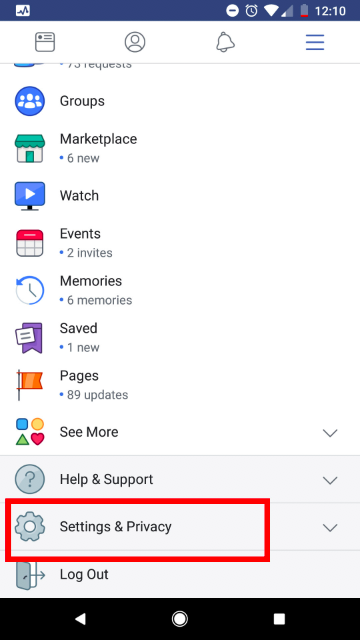 12:10
73 requests
Groups
Marketplace
• 6 new
Watch
Events
• 2 invites
Memories
• 6 memories
Saved
• 1 new
Pages
• 89 updates
See More
Help & Support
Settings & Privacy
Log Out